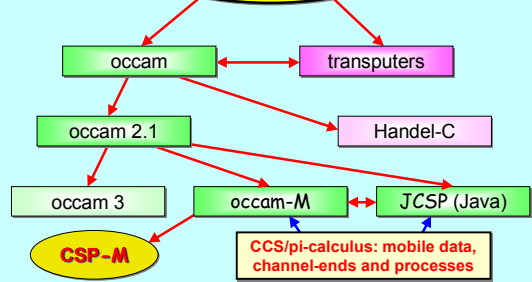 occam
transputers
occam 2.1
Handel-C
occam 3
occam-M
JCSP (Java)
CSP-M
CCS/pi-calculus: mobile data,
channel-ends and processes